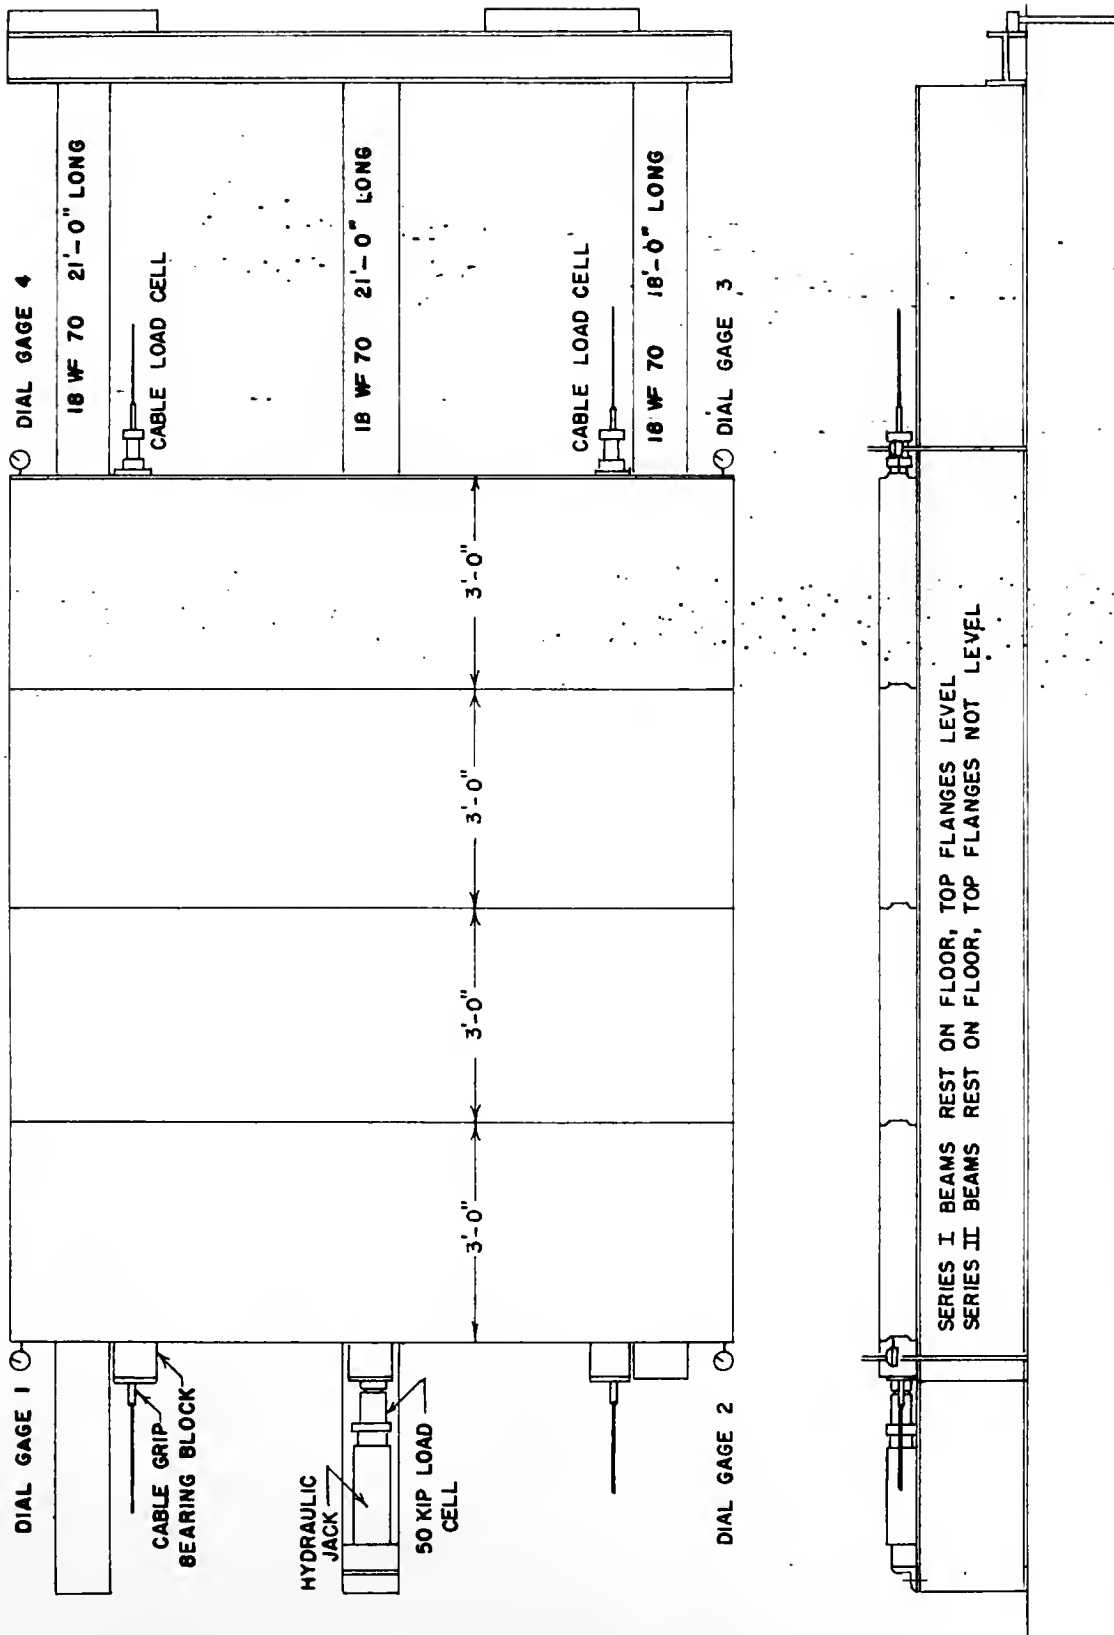 DIAL GAGE 4
18 WF 70 21'-0" LONG
CABLE LOAD CELL
18 WF 70 21'-0" LONG
CABLE LOAD CELL
18 WF 70 18'-0" LONG
DIAL GAGE 3
3'-0"
3'-0"
3'-0"
3'-0"
DIAL GAGE 1
CABLE GRIP
BEARING BLOCK
HYDRAULIC
JACK
50 KIP LOAD
CELL
DIAL GAGE 2
SERIES I BEAMS REST ON FLOOR, TOP FLANGES LEVEL
SERIES III BEAMS REST ON FLOOR, TOP FLANGES NOT LEVEL